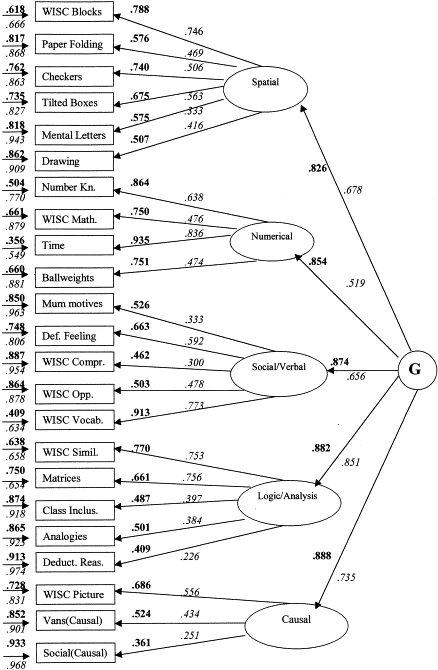 .618 WISC Blocks .788
.666 .746
.817 Paper Folding .576
.868 .469
.762 Checkers .740 .506
.863 Spatial
.735 Tilted Boxes .675 .563
.827 .333
.818 Mental Letters .575
.943 .416
.862 Drawing .507
.909 .826
.504 Number Kn. .864 .678
.770 .638
.661 WISC Math. .750 .476
.879 .836 Numerical
.356 Time .935
.549 .854
.660 Ballweights .751 .474
.881 .519
.850 Mum motives .526
.963 .333
.748 Def. Feeling .663
.806 .592
.887 WISC Compr. .462 .300 Social/Verbal .874 G
.954 .656
.864 WISC Opp. .503 .478
.878 .773
.409 WISC Vocab. .913
.634
.638 WISC Simil. .770 .753 .882
.658 .851
.750 Matrices .661 .756
.654
.874 Class Inclus. .487 .397 Logic/Analysis
.918
.865 Analogies .501 .384
.925
.913 Deduct. Reas. .409 .226 .888
.974 .735
.728 WISC Picture .686 .556
.831
.852 Vans(Causal) .524 .434 Causal
.901
.933 Social(Causal) .361 .251
.968